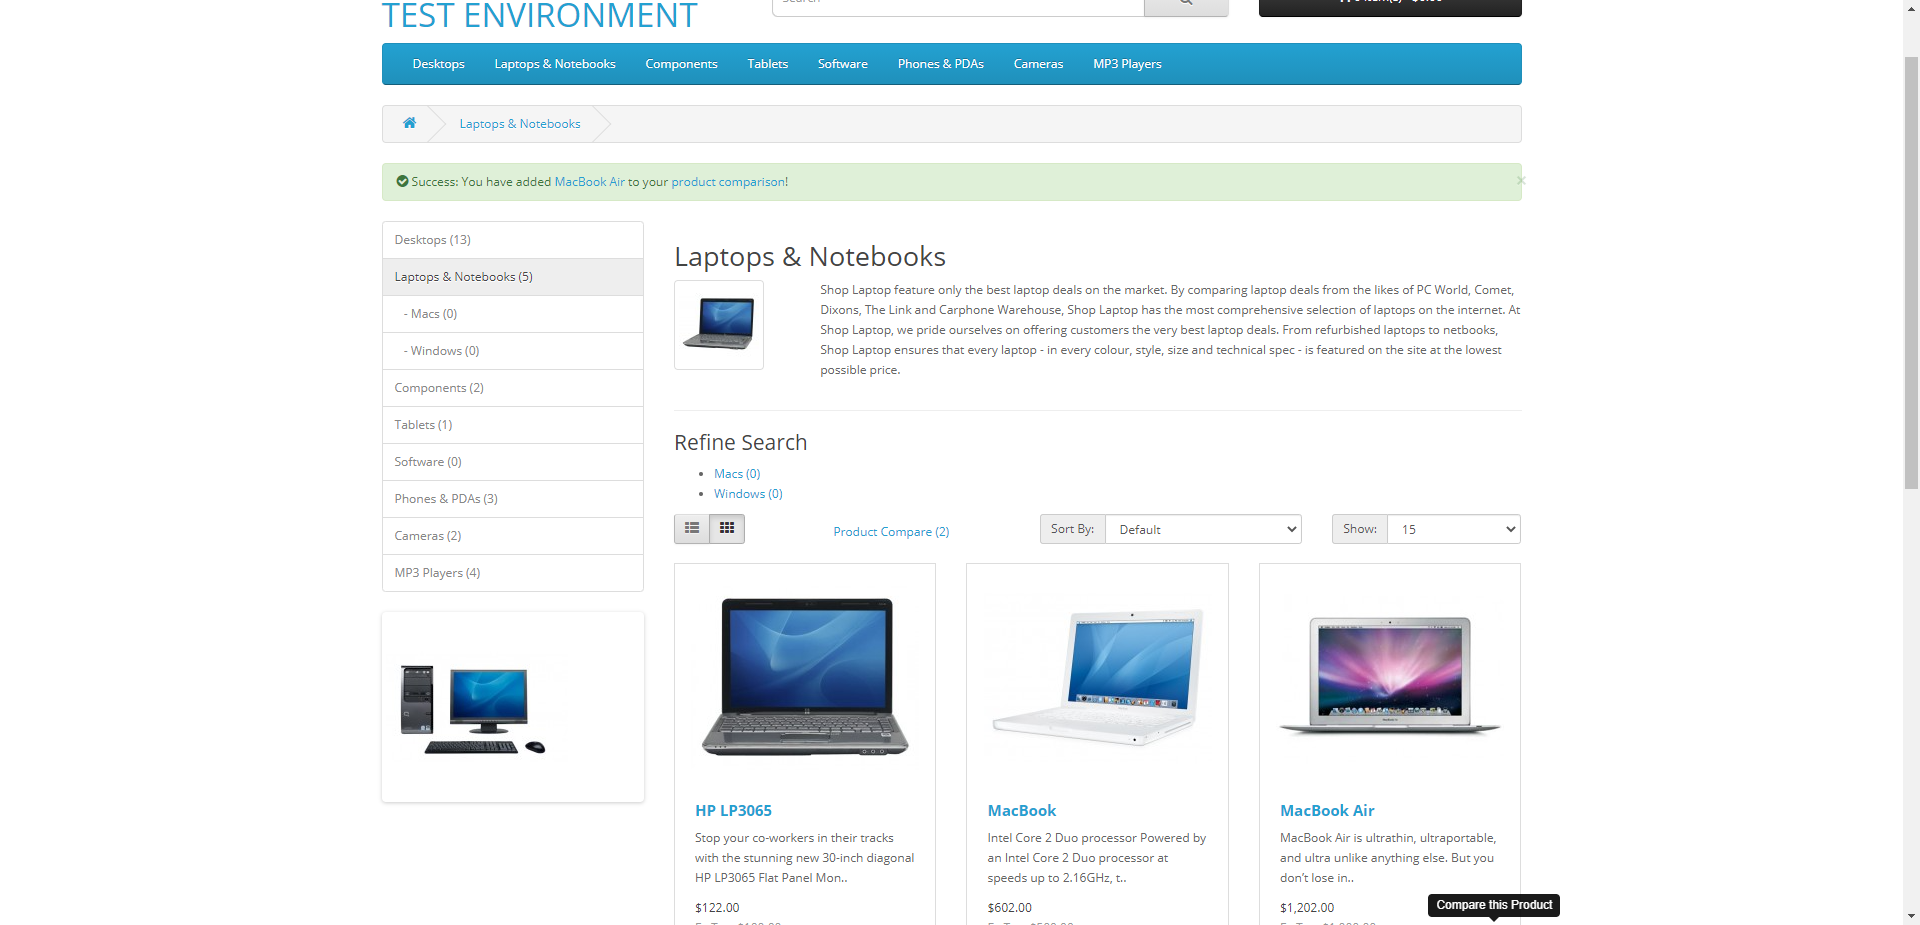 TEST ENVIRONMENT
Desktops
Laptops & Notebooks
Components
Tablets
Software
Phones & PDAs
Cameras
MP3 Players
Laptops & Notebooks
Success: You have added MacBook Air to your product comparison!
×
Desktops (13)
Laptops & Notebooks (5)
- Macs (0)
- Windows (0)
Components (2)
Tablets (1)
Software (0)
Phones & PDAs (3)
Cameras (2)
MP3 Players (4)
Laptops & Notebooks
Shop Laptop feature only the best laptop deals on the market. By comparing laptop deals from the likes of PC World, Comet,
Dixons, The Link and Carphone Warehouse, Shop Laptop has the most comprehensive selection of laptops on the internet. At
Shop Laptop, we pride ourselves on offering customers the very best laptop deals. From refurbished laptops to netbooks,
Shop Laptop ensures that every laptop - in every colour, style, size and technical spec - is featured on the site at the lowest
possible price.
Refine Search
Macs (0)
Windows (0)
Product Compare (2)
Sort By:
Default
Show:
15
HP LP3065
Stop your co-workers in their tracks
with the stunning new 30-inch diagonal
HP LP3065 Flat Panel Mon..
$122.00
MacBook
Intel Core 2 Duo processor Powered by
an Intel Core 2 Duo processor at
speeds up to 2.16GHz, t..
$602.00
MacBook Air
MacBook Air is ultrathin, ultraportable,
and ultra unlike anything else. But you
don't lose in..
$1,202.00
Compare this Product